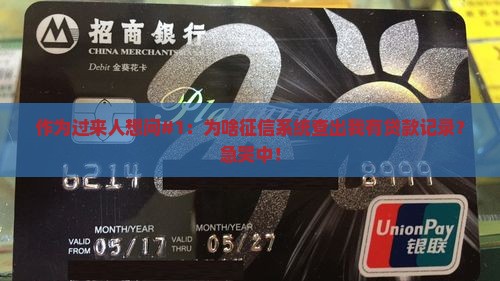 招商银行
CHINA MERCHANTS
Debit 金葵花卡
作为过来人想问#1：为啥征信系统查出我有贷款记录？
急哭中！
6214 8999
MONTH/YEAR MONTH/YEAR
VALID FROM 05/17 VALID THRU 05/27
UnionPay
银联